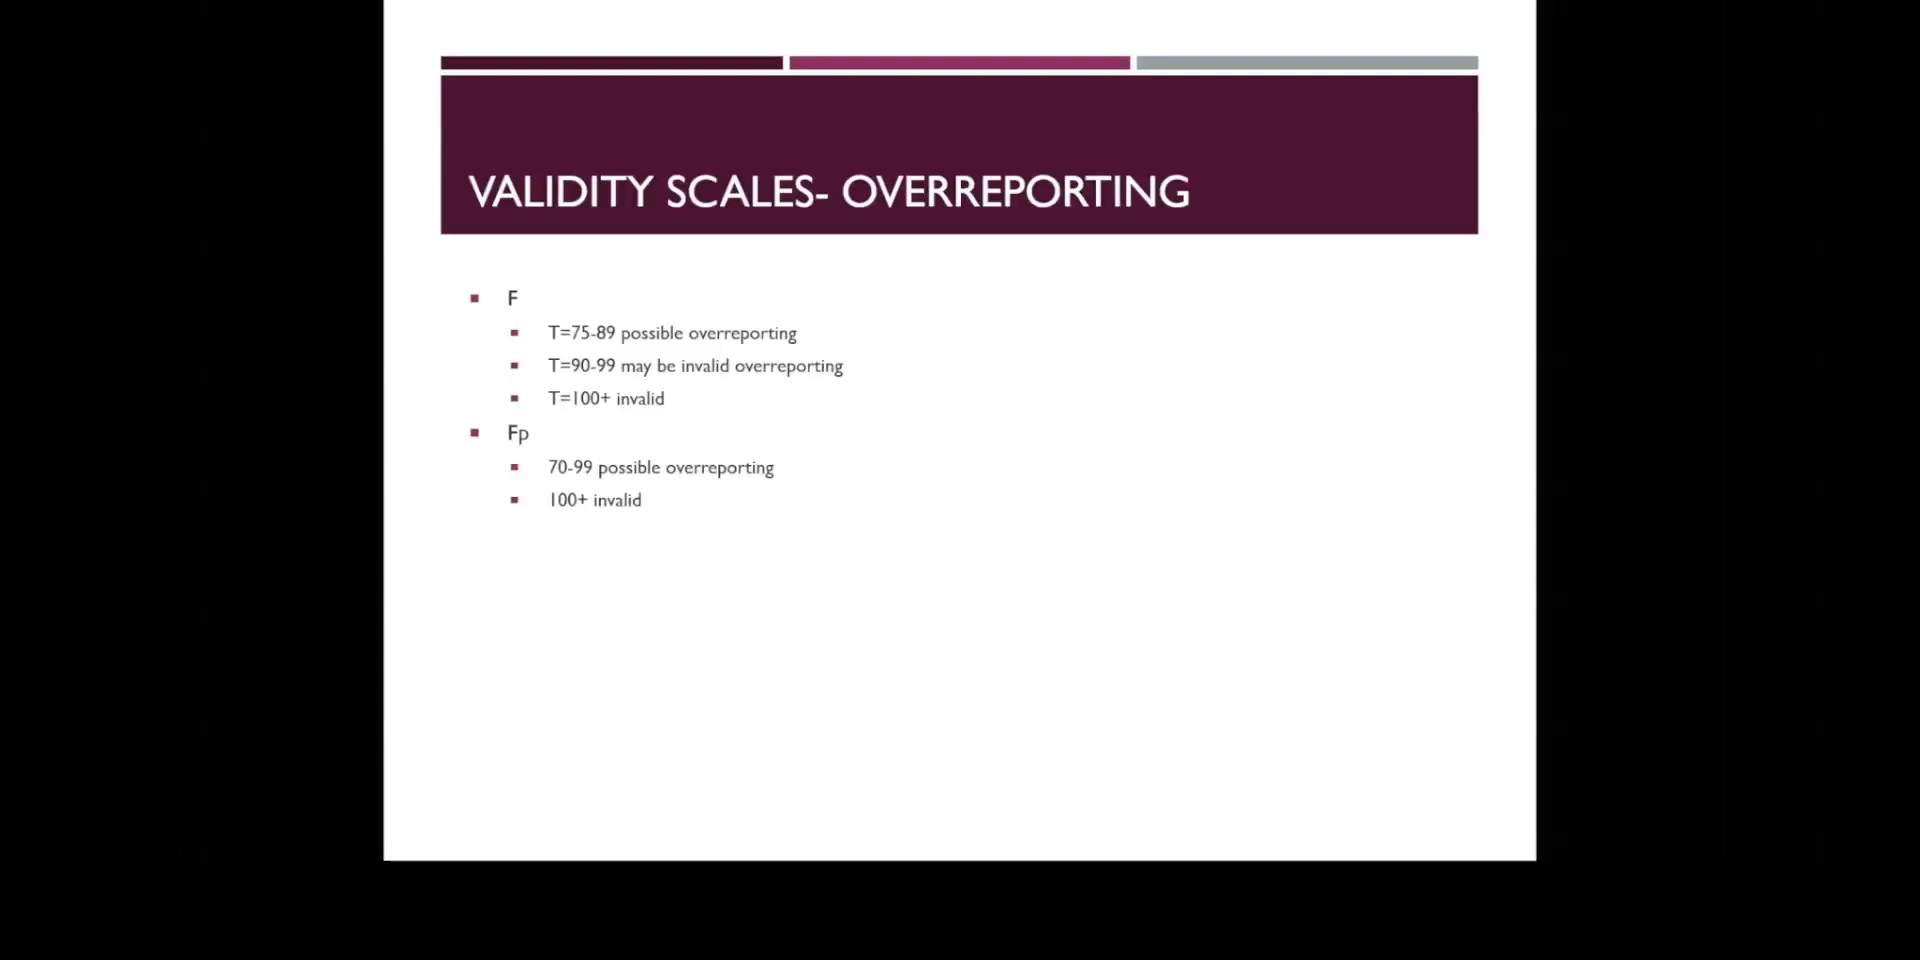 VALIDITY SCALES- OVERREPORTING
F
T=75-89 possible overreporting
T=90-99 may be invalid overreporting
T=100+ invalid
Fp
70-99 possible overreporting
100+ invalid